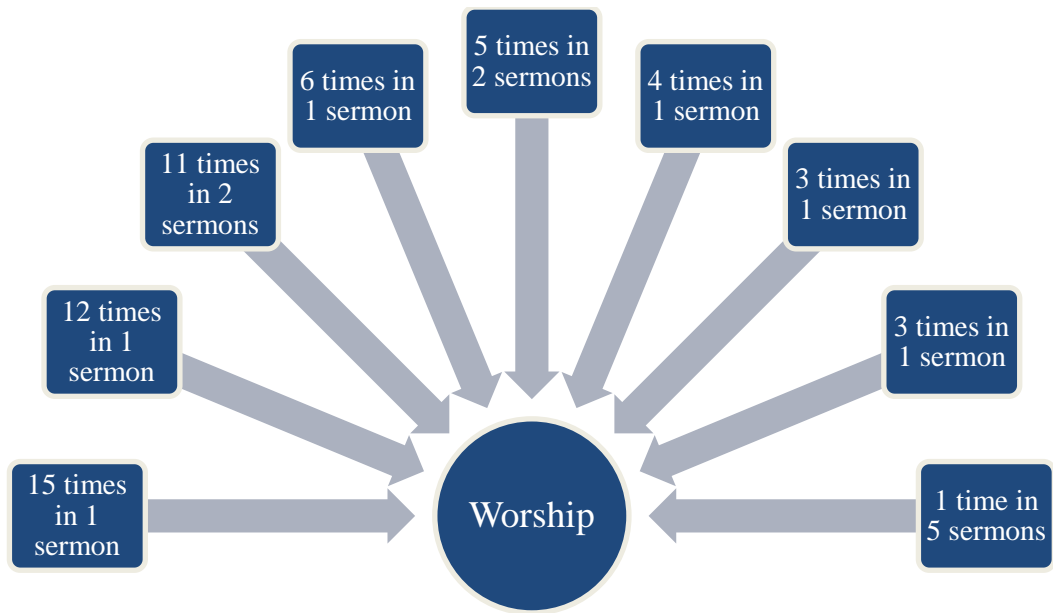 5 times in
2 sermons
6 times in
1 sermon
4 times in
1 sermon
11 times
in 2
sermons
3 times in
1 sermon
12 times
in 1
sermon
3 times in
1 sermon
15 times
in 1
sermon
Worship
1 time in
5 sermons